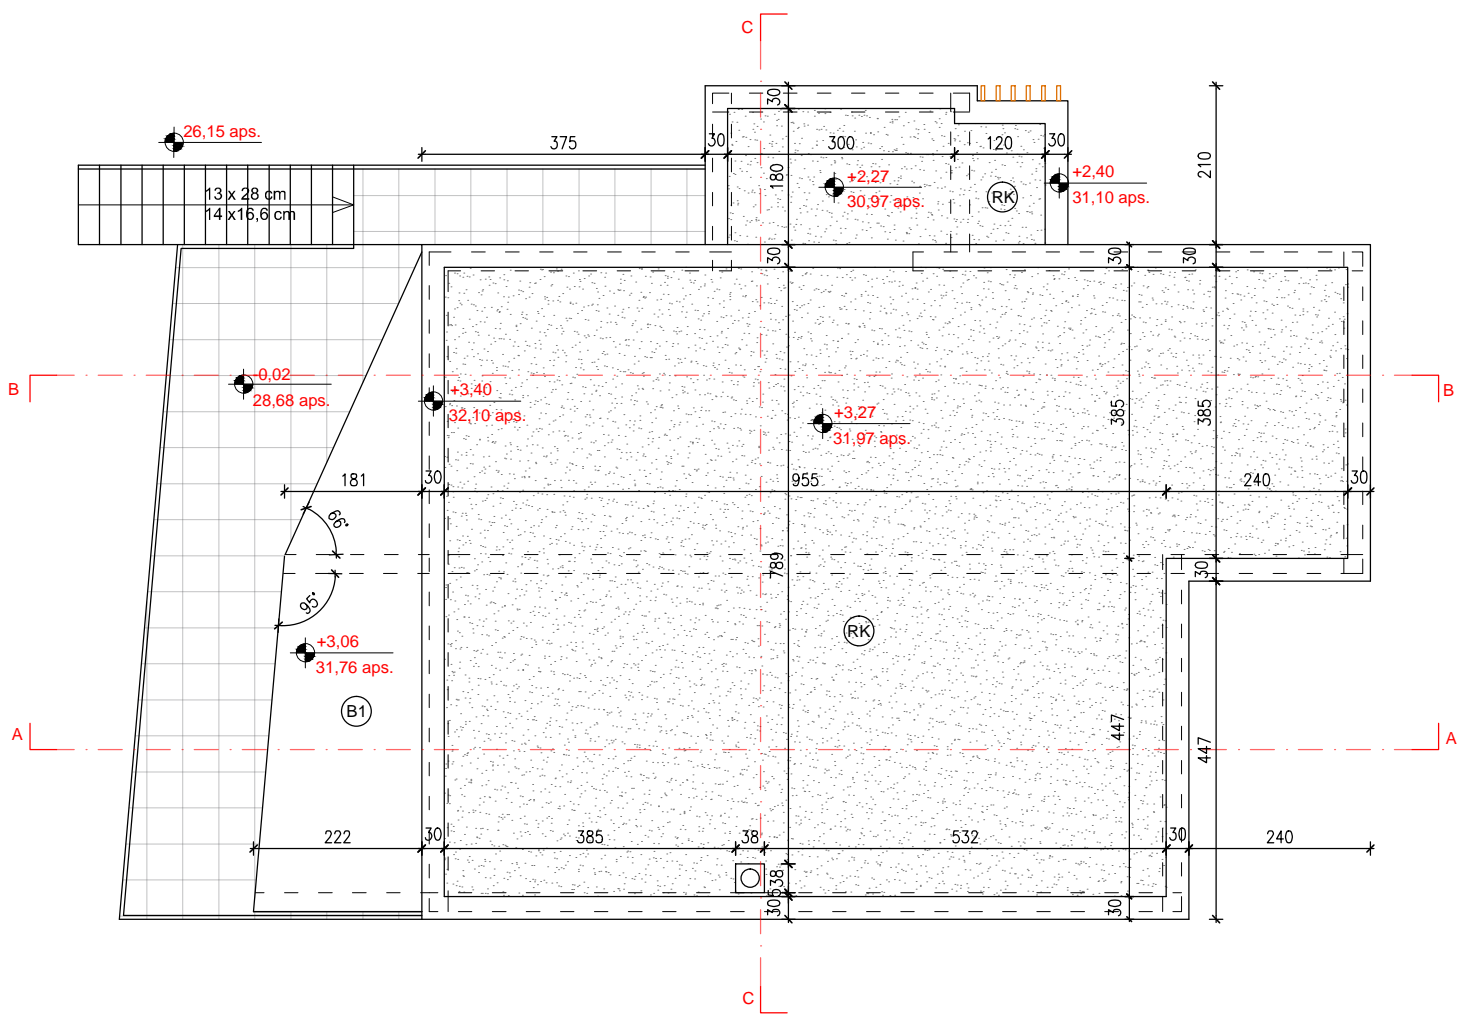 C
30
26,15 aps.
375
30
300
120
30
210
13 x 28 cm
14 x16,6 cm
180
+2,27
30,97 aps.
RK
+2,40
31,10 aps.
30
30
30
B
-0,02
28,68 aps.
+3,40
32,10 aps.
+3,27
31,97 aps.
385
385
B
181
30
955
240
30
66°
789
30
95°
+3,06
31,76 aps.
RK
B1
A
447
447
A
222
30
385
38
532
30
240
38
30
30
C